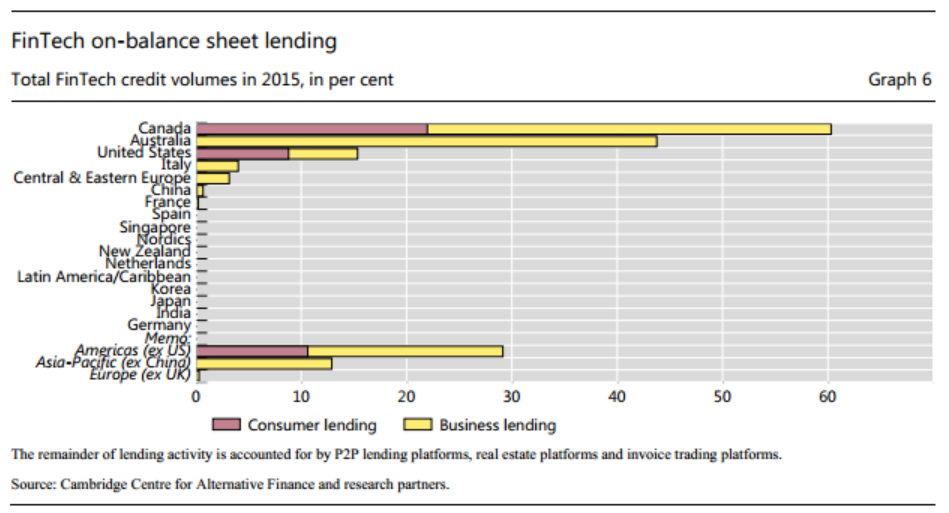 FinTech on-balance sheet lending
Total FinTech credit volumes in 2015, in per cent Graph 6
Canada
Australia
United States
Italy
Central & Eastern Europe
China
France
Spain
Singapore
Nordics
New Zealand
Netherlands
Latin America/Caribbean
Korea
Japan
India
Germany
Memo:
Americas (ex US)
Asia-Pacific (ex China)
Europe (ex UK)
0 10 20 30 40 50 60
Consumer lending Business lending
The remainder of lending activity is accounted for by P2P lending platforms, real estate platforms and invoice trading platforms.
Source: Cambridge Centre for Alternative Finance and research partners.